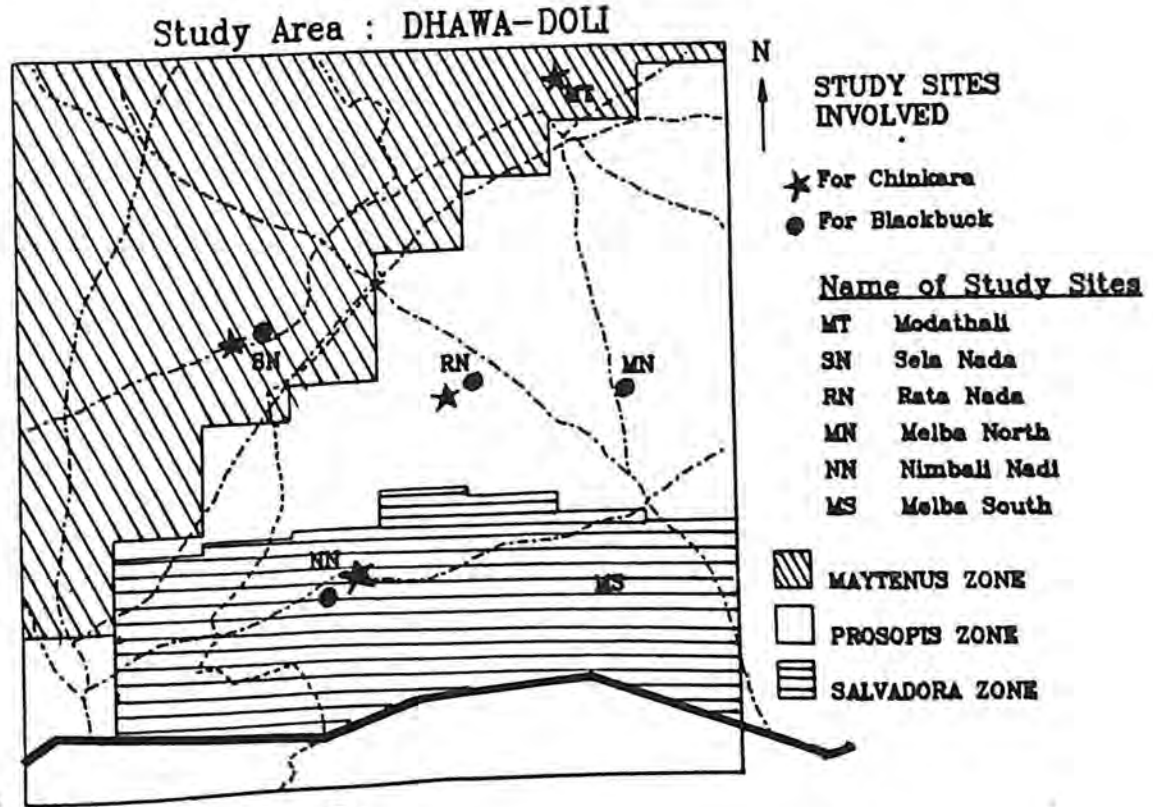 Study Area : DHAWA-DOLI
N
MT
SN
RN
MN
NN
MS
STUDY SITES
INVOLVED
For Chinkara
For Blackbuck
Name of Study Sites
MT Modathali
SN Sela Nada
RN Rata Nada
MN Melba North
NN Nimbali Nadi
MS Melba South
MAYTENUS ZONE
PROSOPIS ZONE
SALVADORA ZONE